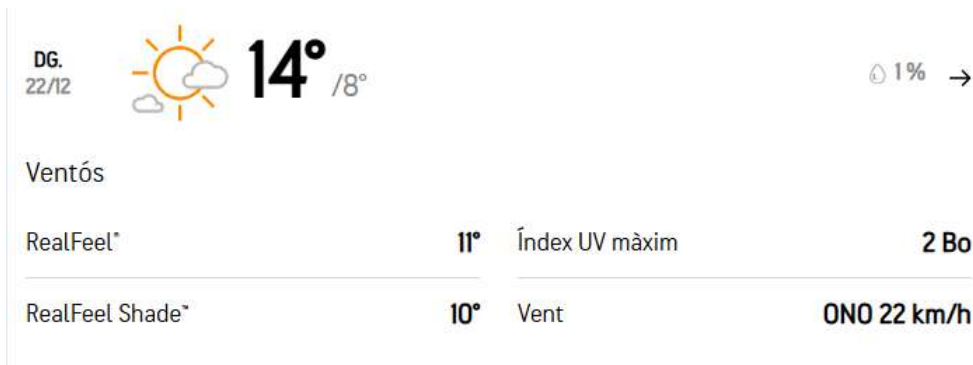 DG.
22/12
14° /8°
1%
Ventós
RealFeel® 11°
Índex UV màxim 2 Bo
RealFeel Shade™ 10°
Vent ONO 22 km/h